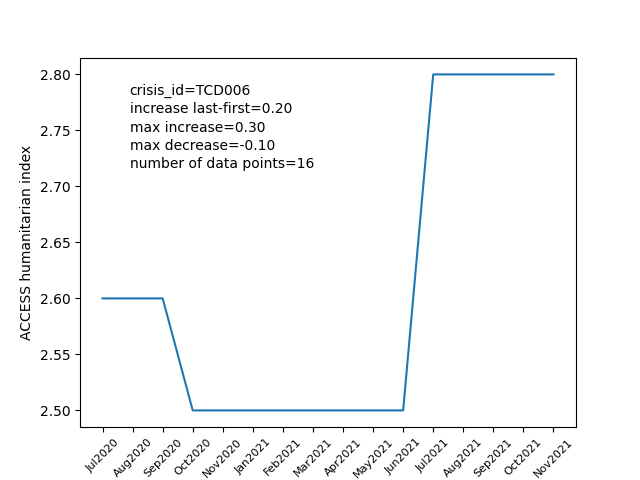 crisis_id=TCD006
increase last-first=0.20
max increase=0.30
max decrease=-0.10
number of data points=16
ACCESS humanitarian index
2.80
2.75
2.70
2.65
2.60
2.55
2.50
Jul2020 Aug2020 Sep2020 Oct2020 Nov2020 Jan2021 Feb2021 Mar2021 Apr2021 May2021 Jun2021 Jul2021 Aug2021 Sep2021 Oct2021 Nov2021